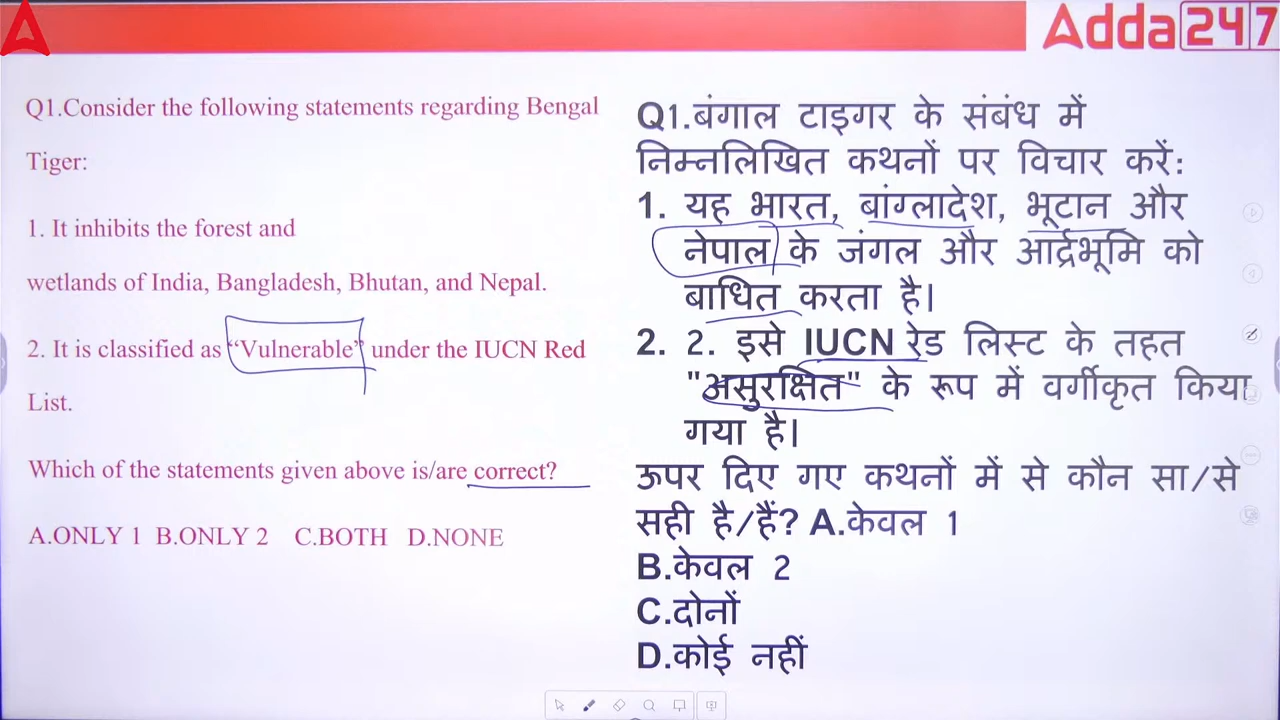 Adda247
Q1.Consider the following statements regarding Bengal
Tiger:
1. It inhibits the forest and
wetlands of India, Bangladesh, Bhutan, and Nepal.
2. It is classified as “Vulnerable” under the IUCN Red
List.
Which of the statements given above is/are correct?
A.ONLY 1 B.ONLY 2 C.BOTH D.NONE
Q1.बंगाल टाइगर के संबंध में
निम्नलिखित कथनों पर विचार करें:
1. यह भारत, बांग्लादेश, भूटान और
नेपाल के जंगल और आर्द्रभूमि को
बाधित करता है।
2. 2. इसे IUCN रेड लिस्ट के तहत
"असुरक्षित" के रूप में वर्गीकृत किया
गया है।
ऊपर दिए गए कथनों में से कौन सा/से
सही है/हैं? A.केवल 1
B.केवल 2
C.दोनों
D.कोई नहीं